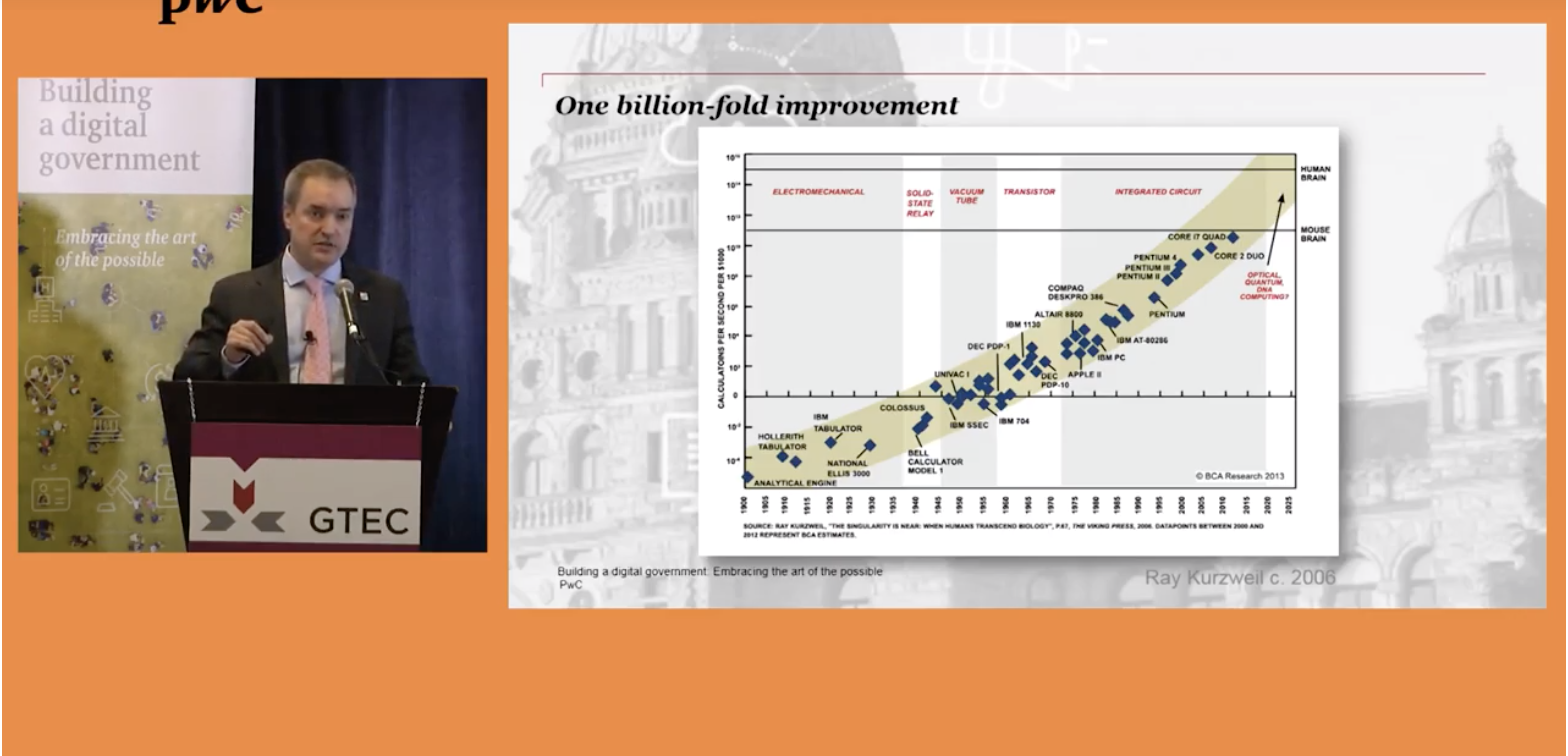 pwc
Building
a digital
government
Embracing the art
of the possible
GTEC
One billion-fold improvement
CALCULATOINS PER SECOND PER $1000
ELECTROMECHANICAL
SOLID-
STATE
RELAY
VACUUM
TUBE
TRANSISTOR
INTEGRATED CIRCUIT
HUMAN
BRAIN
MOUSE
BRAIN
CORE I7 QUAD
CORE 2 DUO
PENTIUM 4
PENTIUM III
PENTIUM II
OPTICAL,
QUANTUM,
DNA
COMPUTING?
COMPAQ
DESKPRO 386
PENTIUM
ALTAIR 8800
IBM 1130
IBM AT-80286
DEC PDP-1
IBM PC
UNIVAC I
DEC
PDP-10
APPLE II
0
COLOSSUS
IBM
TABULATOR
IBM SSEC
IBM 704
HOLLERITH
TABULATOR
NATIONAL
ELLIS 3000
BELL
CALCULATOR
MODEL 1
ANALYTICAL ENGINE
© BCA Research 2013
1900 1905 1910 1915 1920 1925 1930 1935 1940 1945 1950 1955 1960 1965 1970 1975 1980 1985 1990 1995 2000 2005 2010 2015 2020 2025
SOURCE: RAY KURZWEIL, "THE SINGULARITY IS NEAR: WHEN HUMANS TRANSCEND BIOLOGY", P.67, THE VIKING PRESS, 2006. DATAPOINTS BETWEEN 2000 AND
2012 REPRESENT BCA ESTIMATES.
Building a digital government. Embracing the art of the possible
PwC
Ray Kurzweil c. 2006